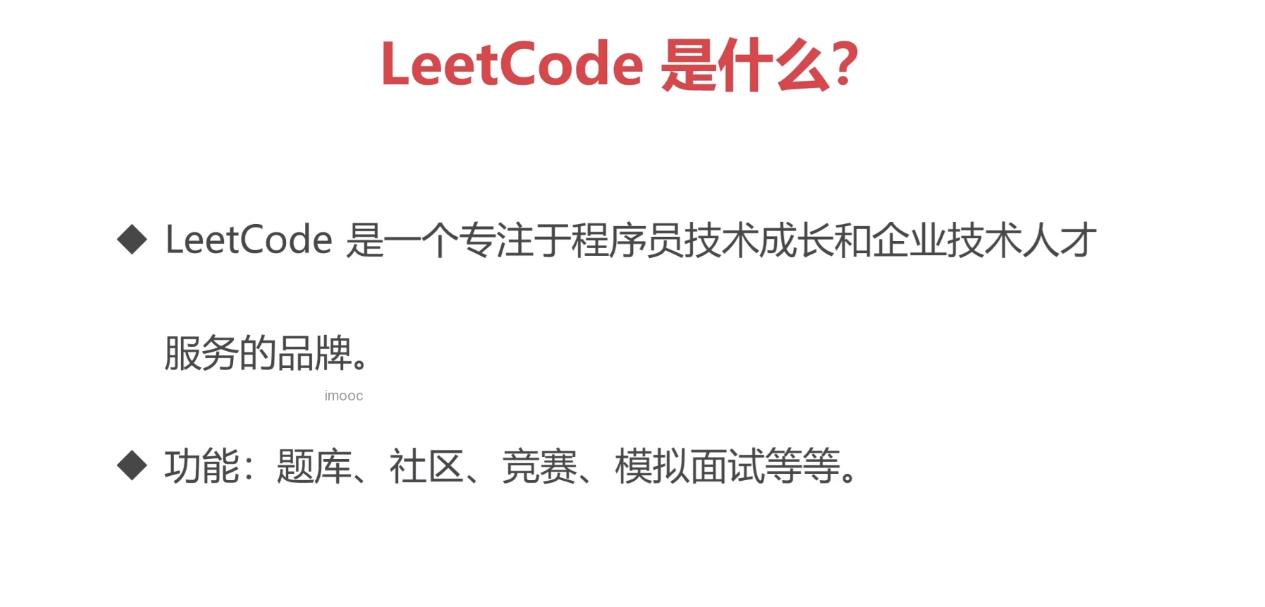 LeetCode 是什么？
◆ LeetCode 是一个专注于程序员技术成长和企业技术人才
服务的品牌。
imooc
◆ 功能：题库、社区、竞赛、模拟面试等等。